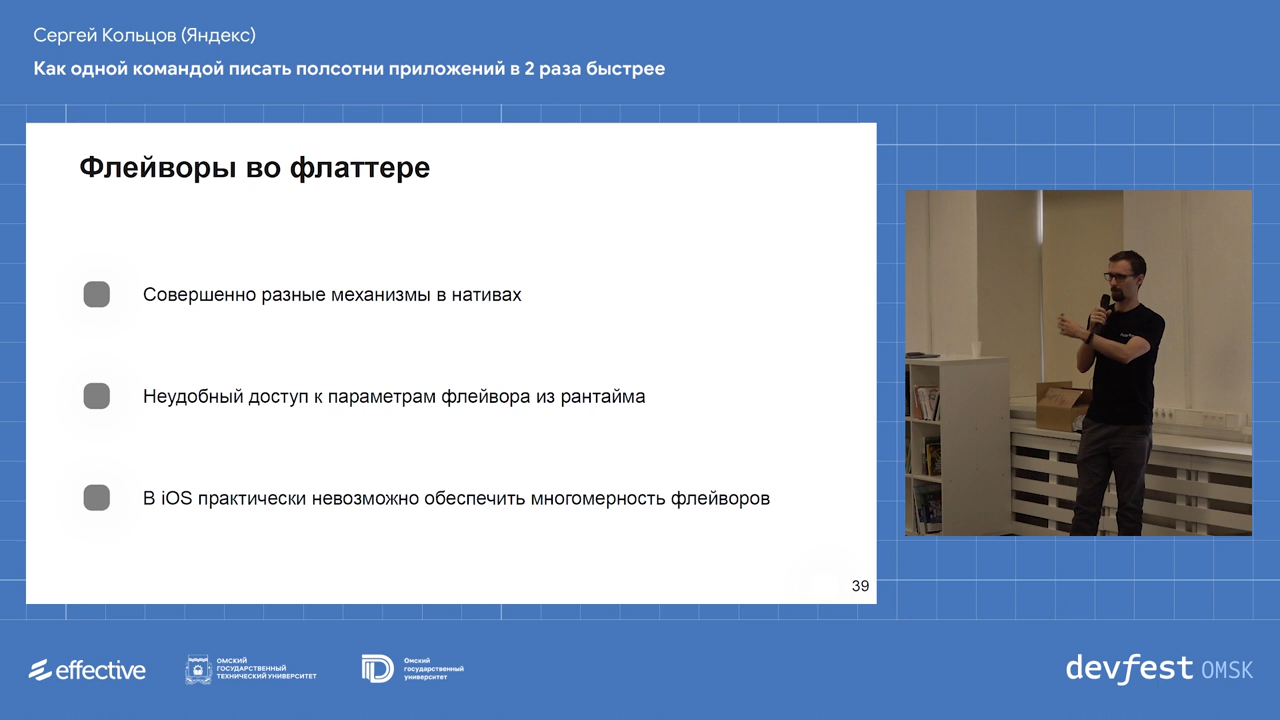 Сергей Кольцов (Яндекс)
Как одной командой писать полсотни приложений в 2 раза быстрее
Флейворы во флаттере
Совершенно разные механизмы в нативах
Неудобный доступ к параметрам флейвора из рантайма
В iOS практически невозможно обеспечить многомерность флейворов
39
effective
ОМСКИЙ
ГОСУДАРСТВЕННЫЙ
ТЕХНИЧЕСКИЙ УНИВЕРСИТЕТ
Омский
государственный
университет
devfest OMSK